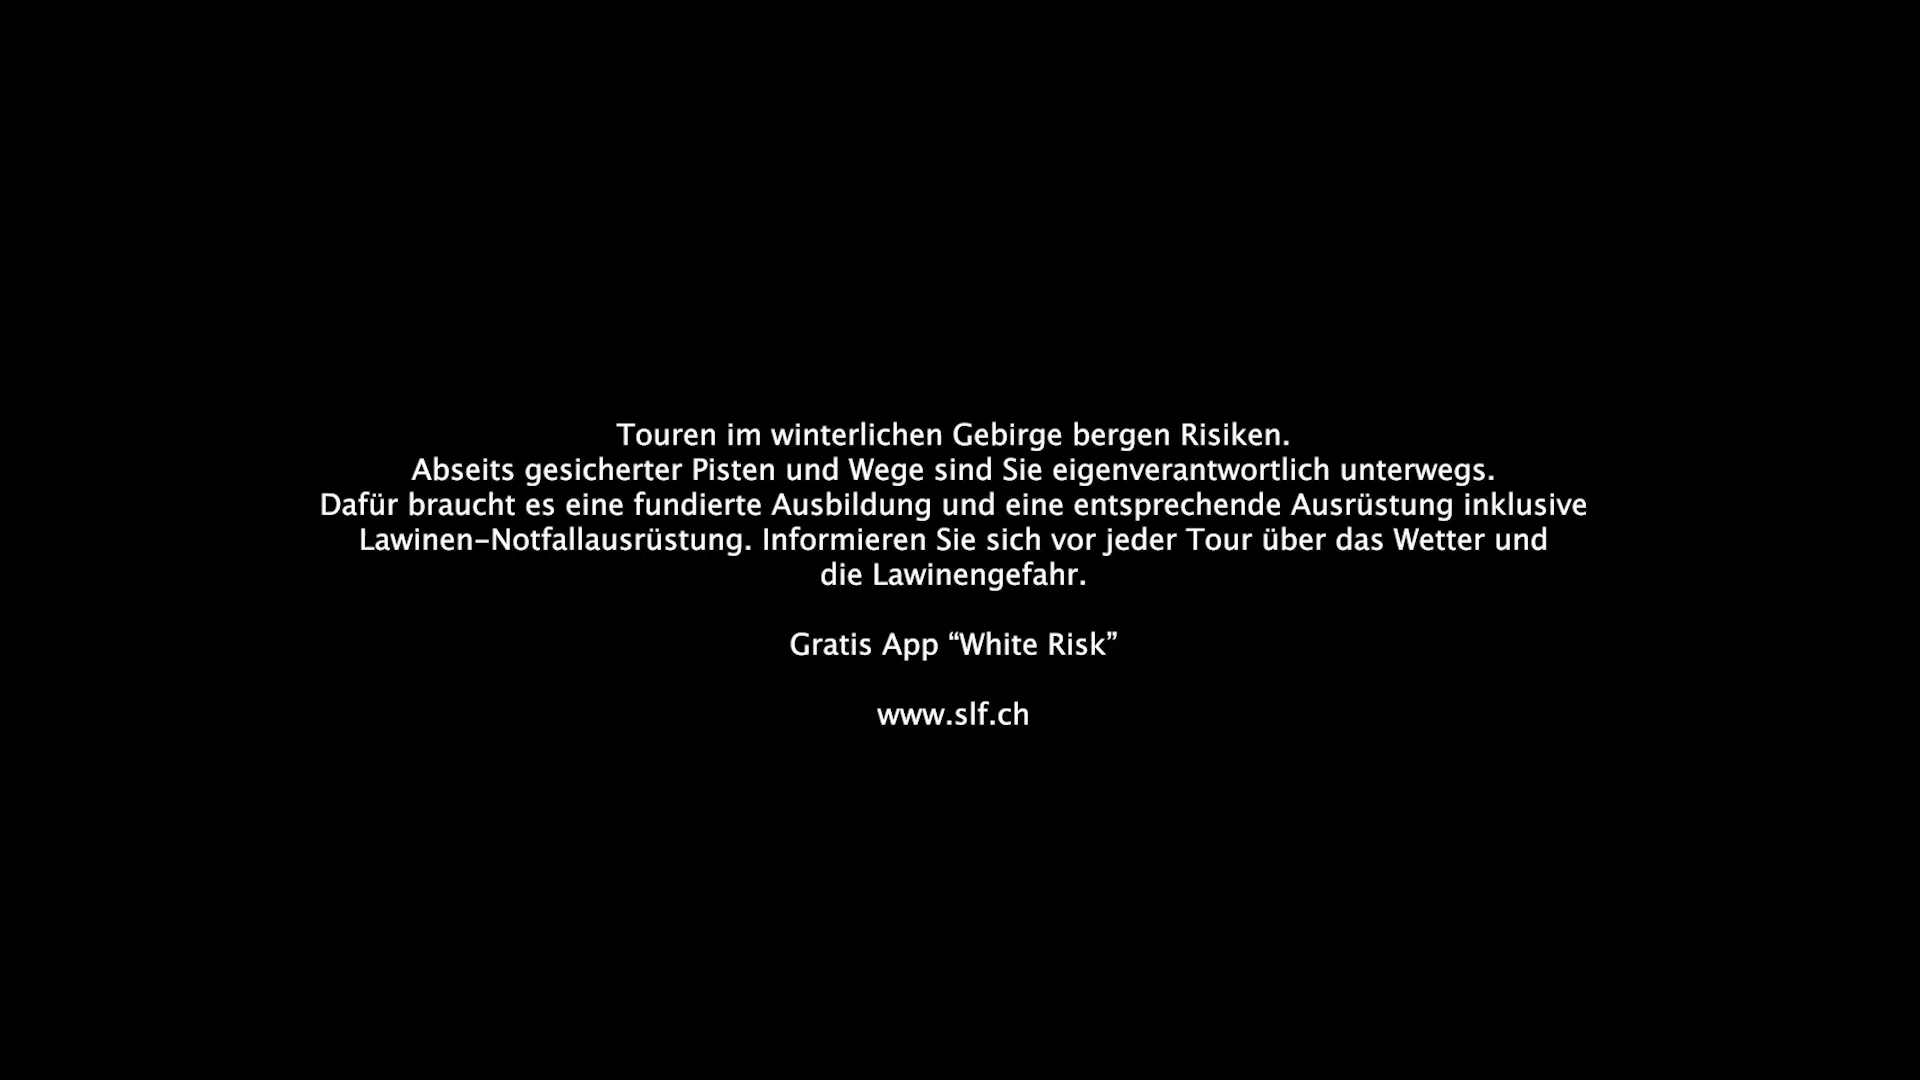 Touren im winterlichen Gebirge bergen Risiken.
Abseits gesicherter Pisten und Wege sind Sie eigenverantwortlich unterwegs.
Dafür braucht es eine fundierte Ausbildung und eine entsprechende Ausrüstung inklusive
Lawinen-Notfallausrüstung. Informieren Sie sich vor jeder Tour über das Wetter und
die Lawinengefahr.
Gratis App “White Risk”
www.slf.ch